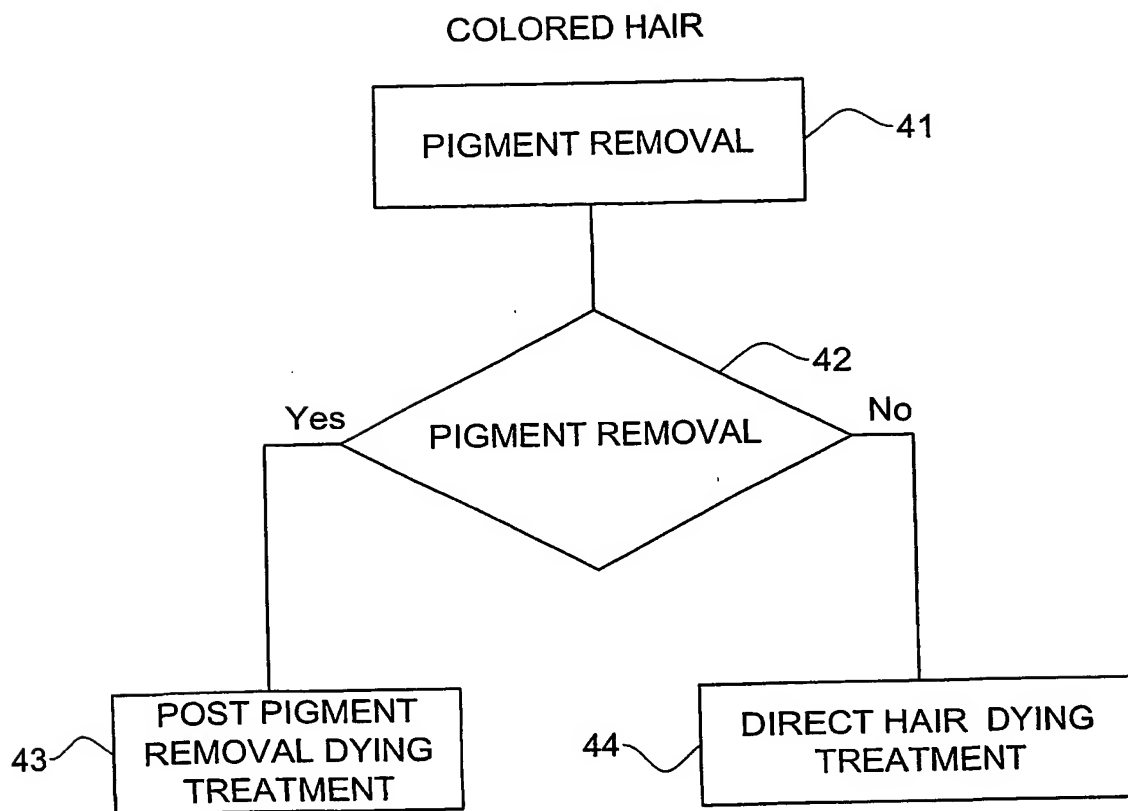 COLORED HAIR
PIGMENT REMOVAL
41
42
Yes
PIGMENT REMOVAL
No
POST PIGMENT
REMOVAL DYING
TREATMENT
43
DIRECT HAIR DYING
TREATMENT
44